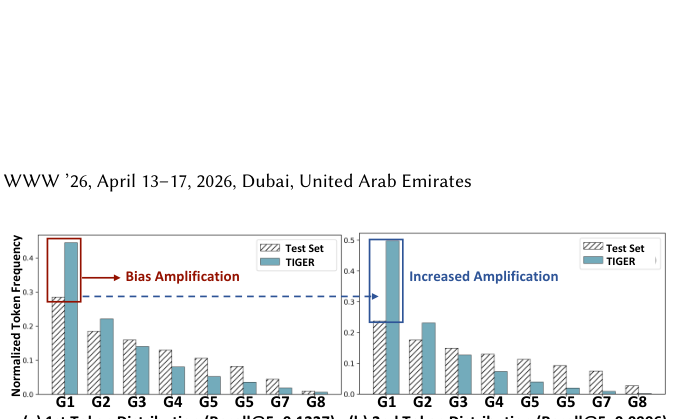 WWW ’26, April 13–17, 2026, Dubai, United Arab Emirates
Normalized Token Frequency
0.4
0.3
0.2
0.1
0.0
Test Set
TIGER
Bias Amplification
G1 G2 G3 G4 G5 G5 G7 G8
0.5
0.4
0.3
0.2
0.1
0.0
Test Set
TIGER
Increased Amplification
G1 G2 G3 G4 G5 G5 G7 G8